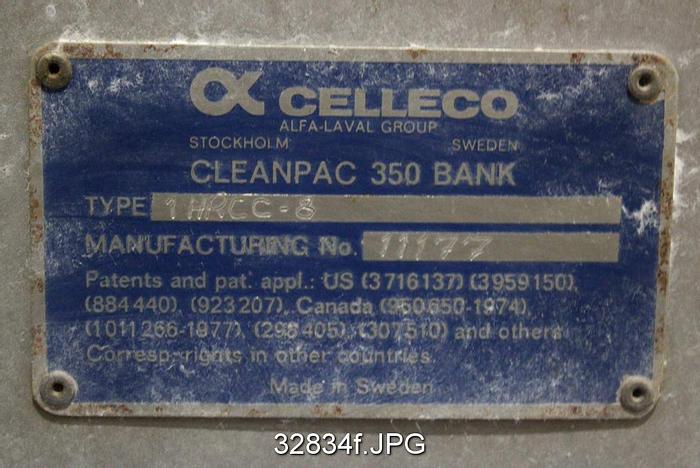 CELLECO
ALFA-LAVAL GROUP
STOCKHOLM SWEDEN
CLEANPAC 350 BANK
TYPE 1HRCC-8
MANUFACTURING No. 11177
Patents and pat. appl.: US (3716137) (3959150),
(884440) (923207), Canada (960650-1974),
(1011266-1977), (298405), (307510) and others
Corresp. rights in other countries.
Made in Sweden
32834f.JPG